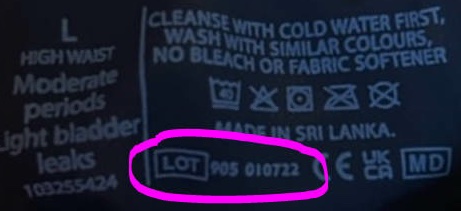 L
HIGH WAIST
Moderate
periods
Light bladder
leaks
103255424
CLEANSE WITH COLD WATER FIRST,
WASH WITH SIMILAR COLOURS,
NO BLEACH OR FABRIC SOFTENER
MADE IN SRI LANKA.
LOT 905 010722 CE UK CA MD